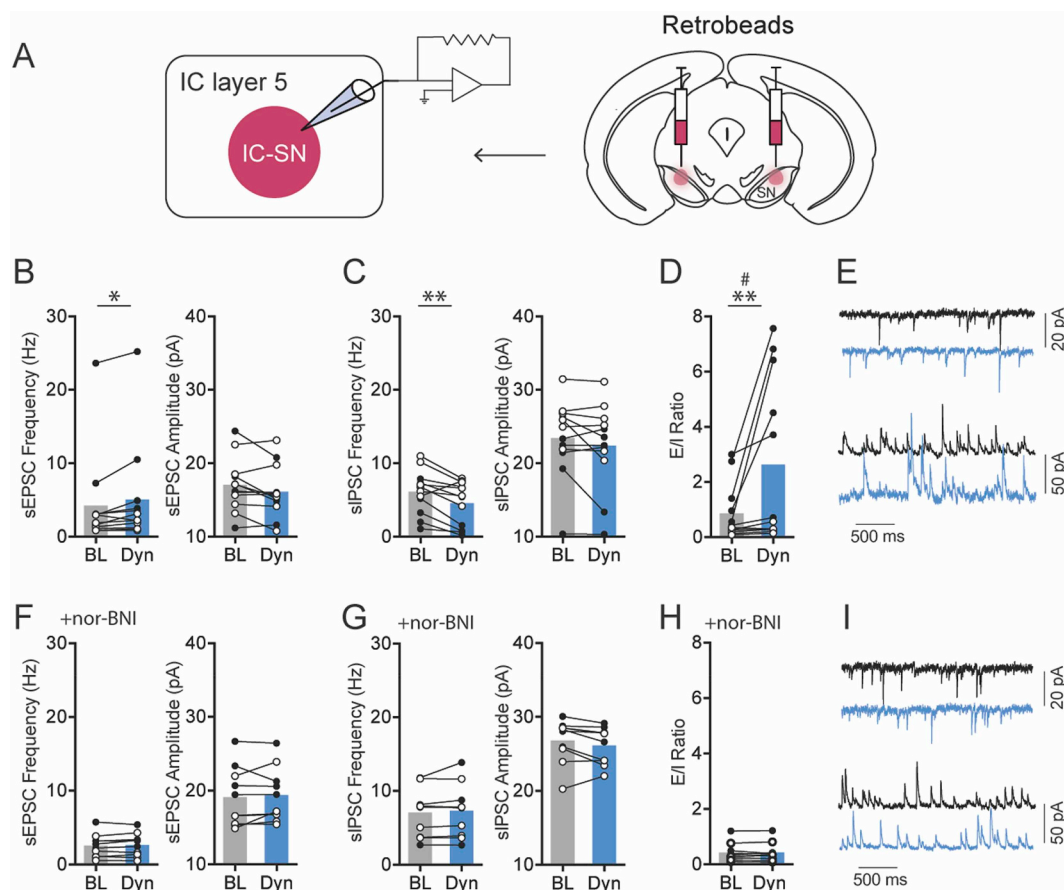 A
Retrobeads
IC layer 5
IC-SN
SN
B
*
sEPSC Frequency (Hz)
30
20
10
0
BL Dyn
sEPSC Amplitude (pA)
40
30
20
10
BL Dyn
C
**
sIPSC Frequency (Hz)
30
20
10
0
BL Dyn
sIPSC Amplitude (pA)
40
30
20
10
BL Dyn
D
#
**
E/I Ratio
8
6
4
2
0
BL Dyn
E
20 pA
50 pA
500 ms
F
+nor-BNI
sEPSC Frequency (Hz)
30
20
10
0
BL Dyn
sEPSC Amplitude (pA)
40
30
20
10
BL Dyn
G
+nor-BNI
sIPSC Frequency (Hz)
30
20
10
0
BL Dyn
sIPSC Amplitude (pA)
40
30
20
10
BL Dyn
H
+nor-BNI
E/I Ratio
8
6
4
2
0
BL Dyn
I
20 pA
50 pA
500 ms